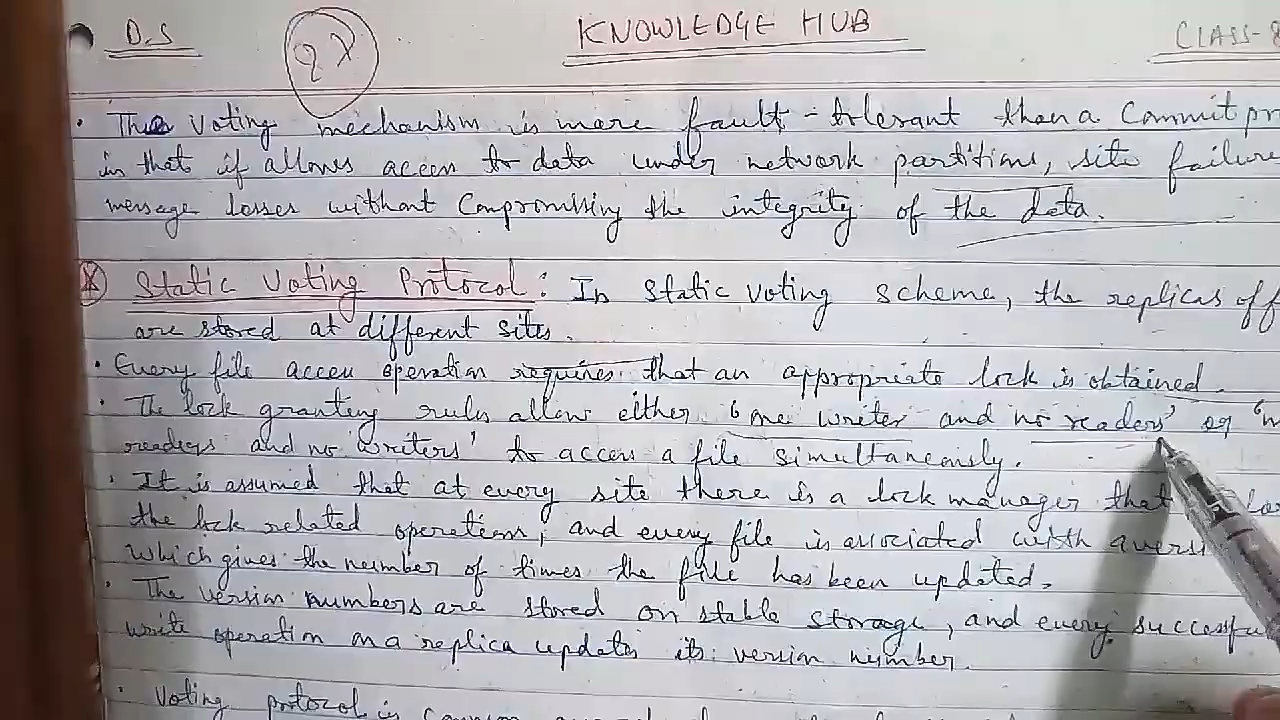 D.S 27 KNOWLEDGE HUB CLASS-
• The Voting mechanism is more fault-tolerant than a Commit pr
in that if allows access to data under network partitions, site failure
message losses without Compromising the integrity of the data.
Static Voting Protocol: In static voting scheme, the replicas of f
are stored at different sites.
• Every file access operation requires that an appropriate lock is obtained.
• The lock granting rules allow either 'one writer and no readers' or 'm
readers and no writers' to access a file simultaneously.
• It is assumed that at every site there is a lock manager that
the lock related operations, and every file is associated with a versi
which gives the number of times the file has been updated.
• The version numbers are stored on stable storage, and every successfu
write operation on a replica updates its version number.
• Voting protocol is